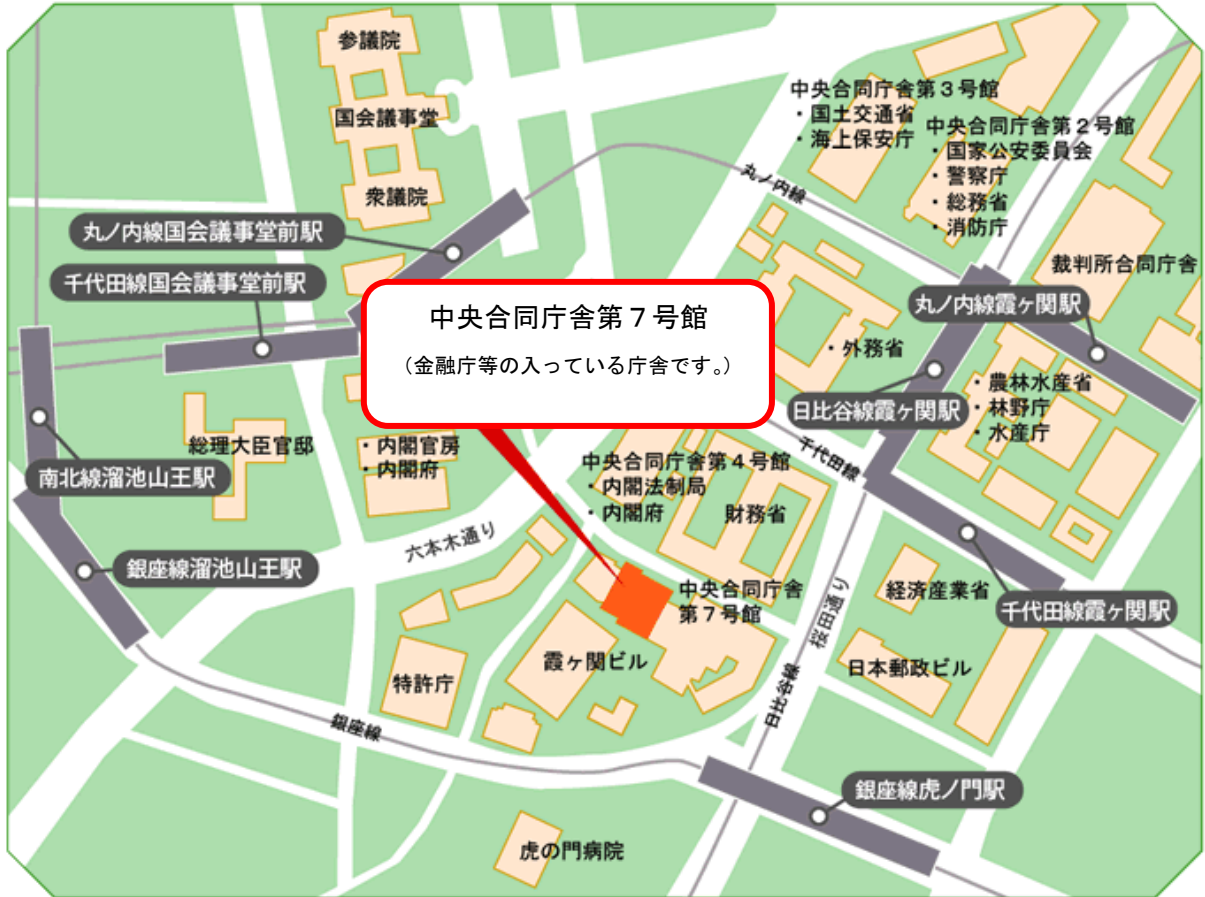 参議院
国会議事堂
衆議院
中央合同庁舎第３号館
・国土交通省
・海上保安庁
中央合同庁舎第２号館
・国家公安委員会
・警察庁
・総務省
・消防庁
丸ノ内線
丸ノ内線国会議事堂前駅
千代田線国会議事堂前駅
裁判所合同庁舎
丸ノ内線霞ヶ関駅
中央合同庁舎第７号館
（金融庁等の入っている庁舎です。）
・外務省
日比谷線霞ヶ関駅
・農林水産省
・林野庁
・水産庁
総理大臣官邸
・内閣官房
・内閣府
南北線溜池山王駅
千代田線
中央合同庁舎第４号館
・内閣法制局
・内閣府
財務省
六本木通り
銀座線溜池山王駅
中央合同庁舎
第７号館
経済産業省
千代田線霞ヶ関駅
桜田通り
霞ヶ関ビル
特許庁
日本郵政ビル
日比谷線
銀座線
銀座線虎ノ門駅
虎の門病院